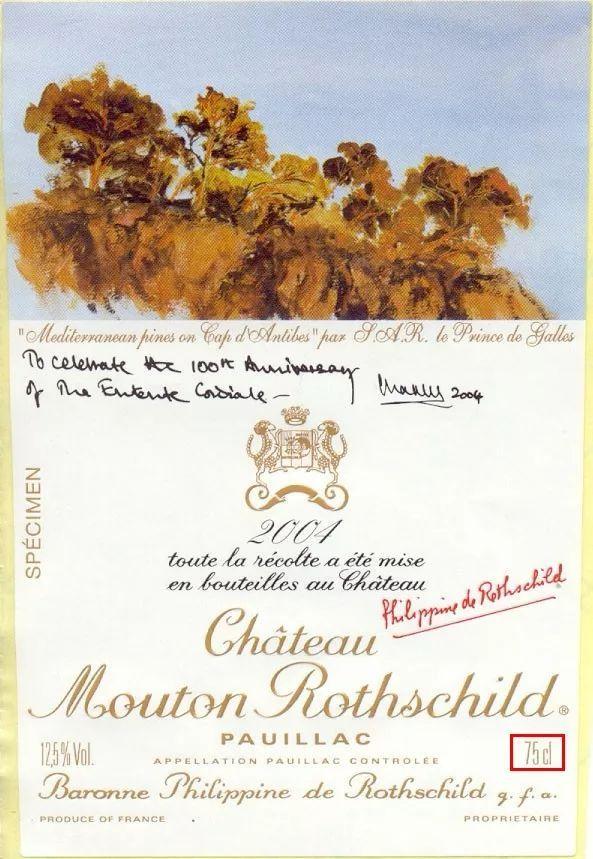 "Mediterranean pines on Cap d'Antibes" par S.A.R. le Prince de Galles
To celebrate the 100th Anniversary
of The Entente Cordiale –
Charles 2004
SPÉCIMEN
2004
toute la récolte a été mise
en bouteilles au Château
Philippine de Rothschild
Château
Mouton Rothschild ®
PAUILLAC
12,5% Vol.
APPELLATION PAUILLAC CONTROLÉE
75 cl
Baronne Philippine de Rothschild g. f. a.
PRODUCE OF FRANCE
PROPRIETAIRE